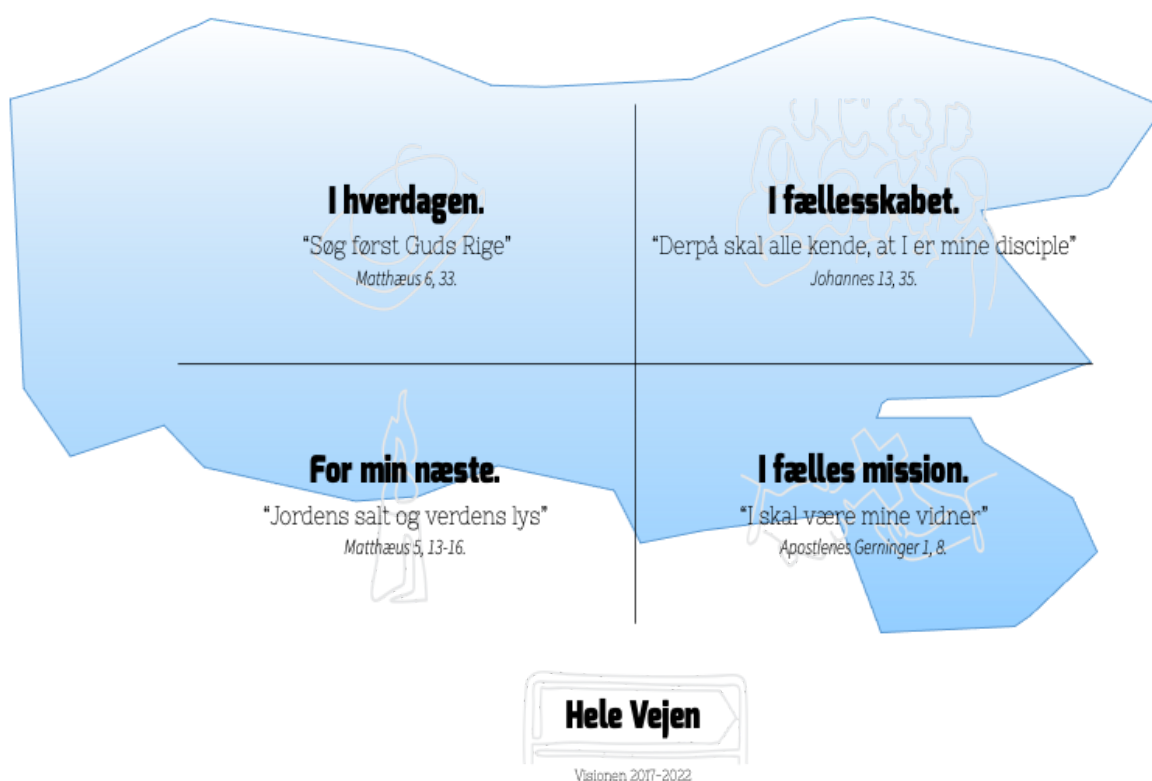 I hverdagen.
“Søg først Guds Rige”
Matthæus 6, 33.
I fællesskabet.
“Derpå skal alle kende, at I er mine disciple”
Johannes 13, 35.
For min næste.
“Jordens salt og verdens lys”
Matthæus 5, 13-16.
I fælles mission.
“I skal være mine vidner”
Apostlenes Gerninger 1, 8.
Hele Vejen
Visionen 2017-2022